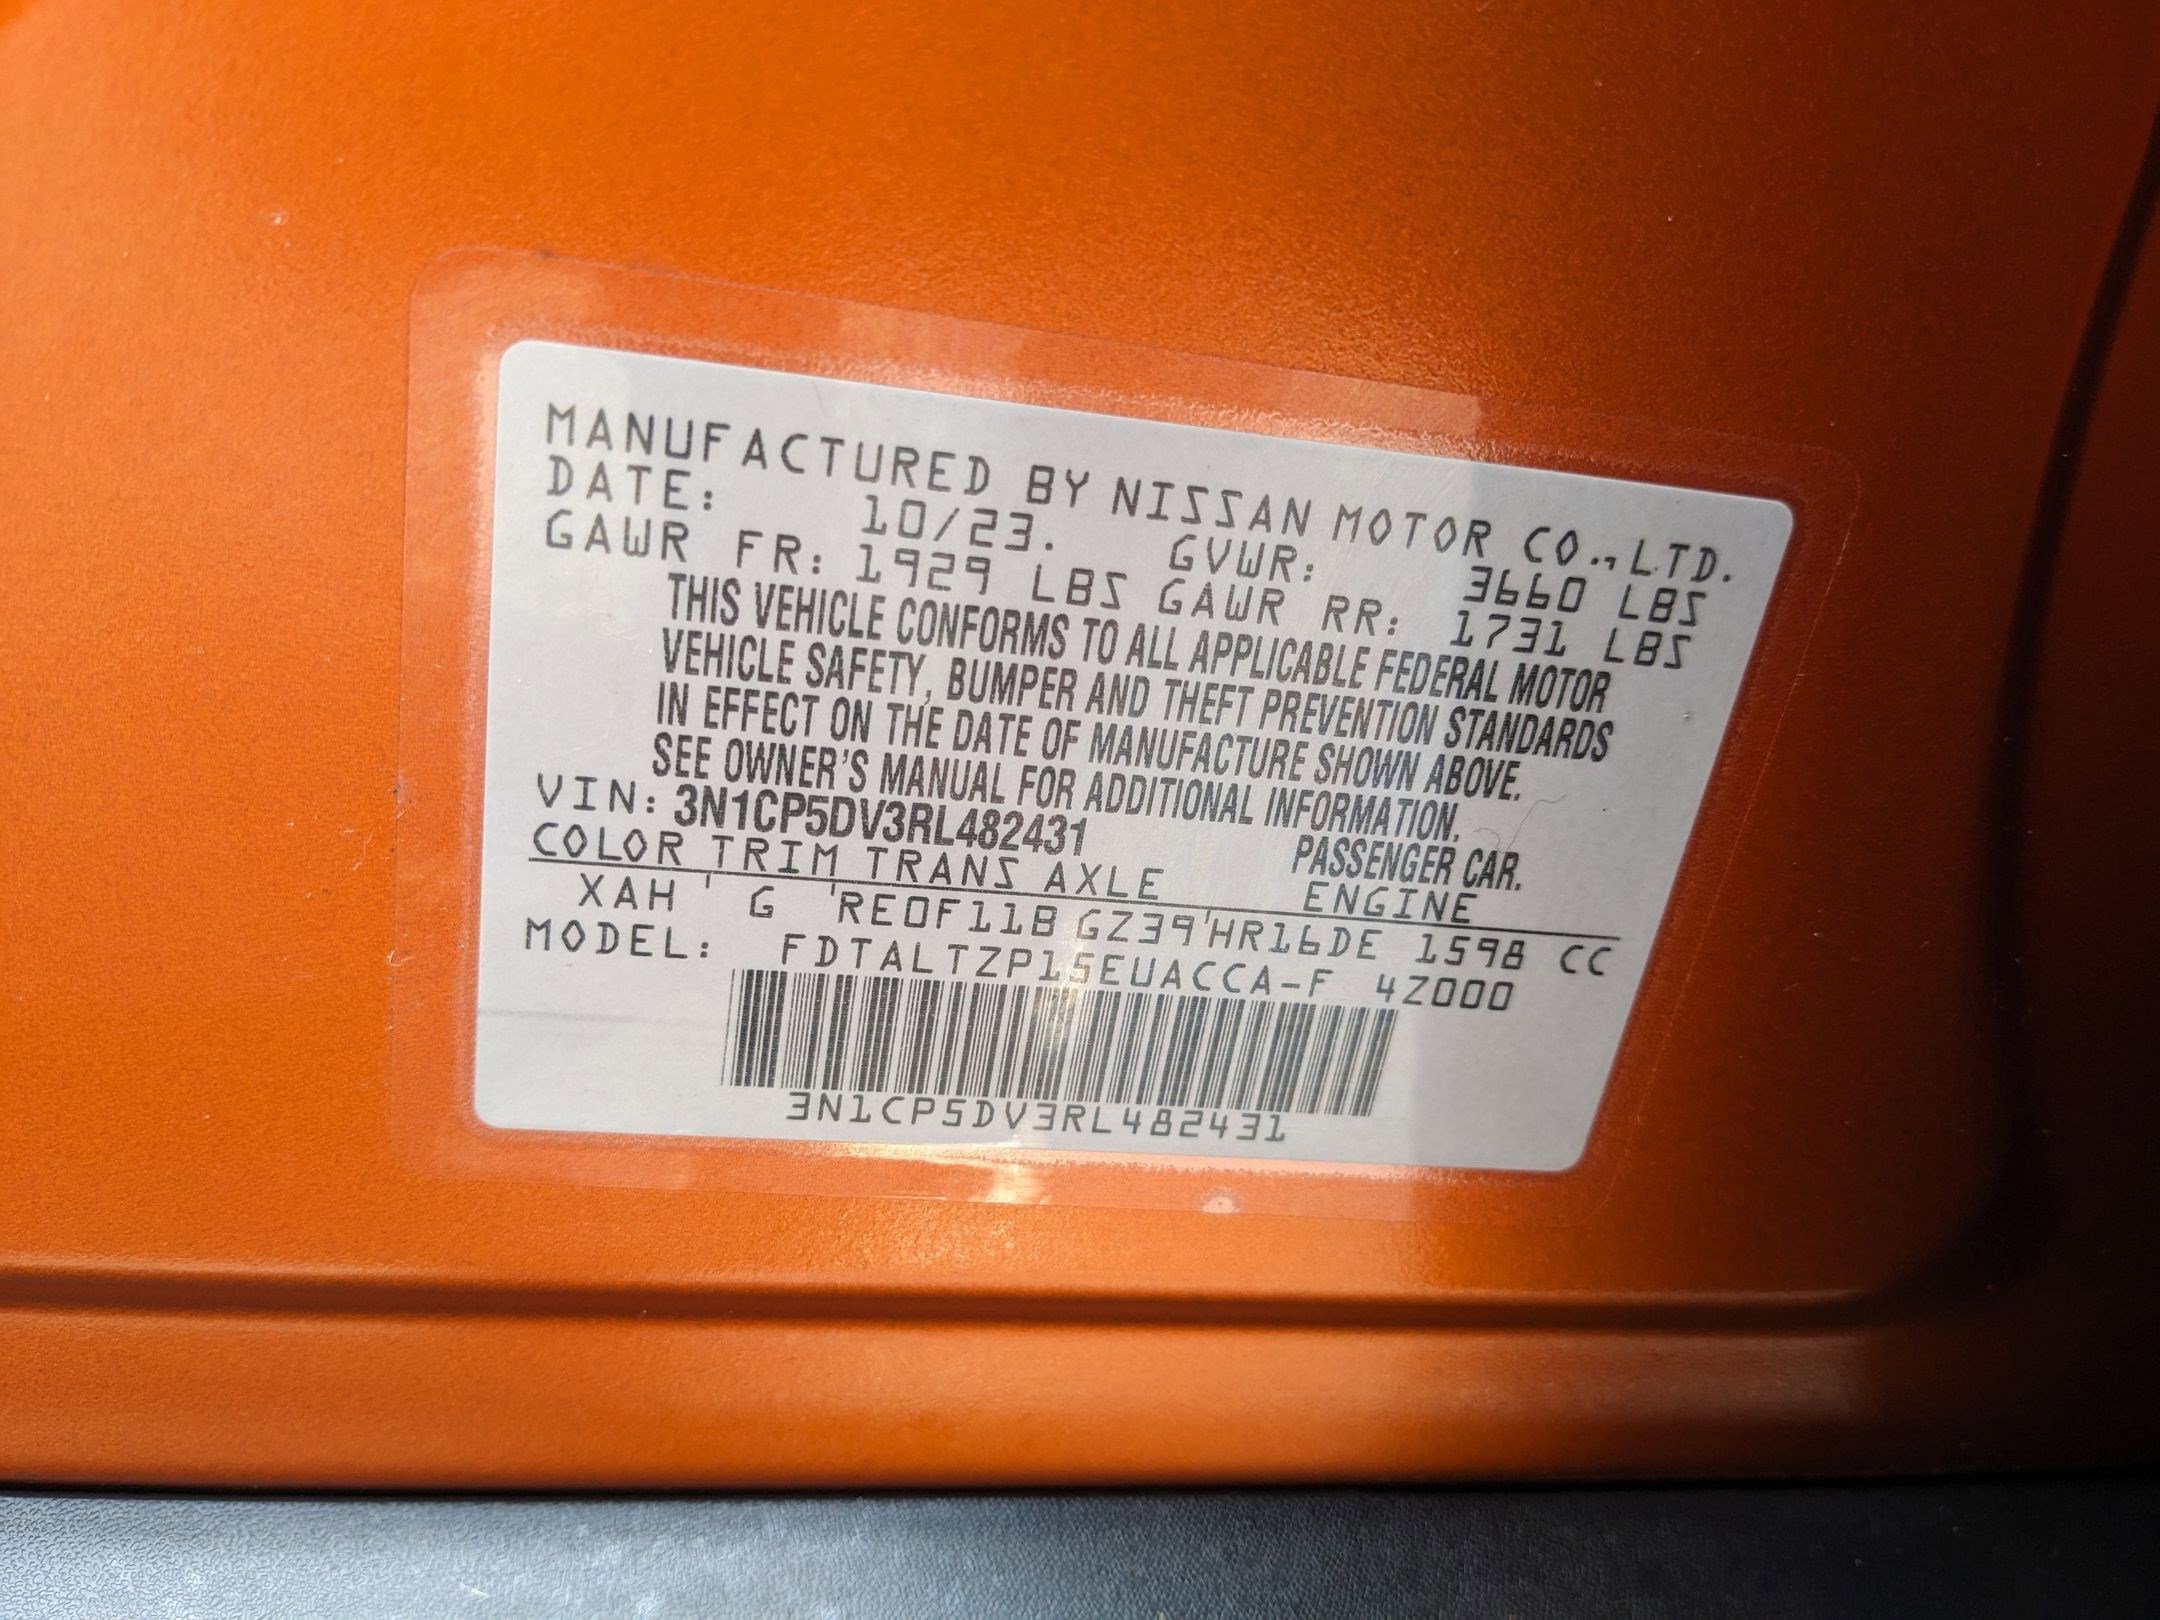 MANUFACTURED BY NISSAN MOTOR CO.,LTD.
DATE: 10/23. GVWR: 3660 LBS
GAWR FR: 1929 LBS GAWR RR: 1731 LBS
THIS VEHICLE CONFORMS TO ALL APPLICABLE FEDERAL MOTOR
VEHICLE SAFETY, BUMPER AND THEFT PREVENTION STANDARDS
IN EFFECT ON THE DATE OF MANUFACTURE SHOWN ABOVE.
SEE OWNER'S MANUAL FOR ADDITIONAL INFORMATION.
VIN: 3N1CP5DV3RL482431 PASSENGER CAR.
COLOR TRIM TRANS AXLE ENGINE
XAH ' G 'RE0F11B GZ39'HR16DE 1598 CC
MODEL: FDTALTZP15EUACCA-F 4Z000
3N1CP5DV3RL482431